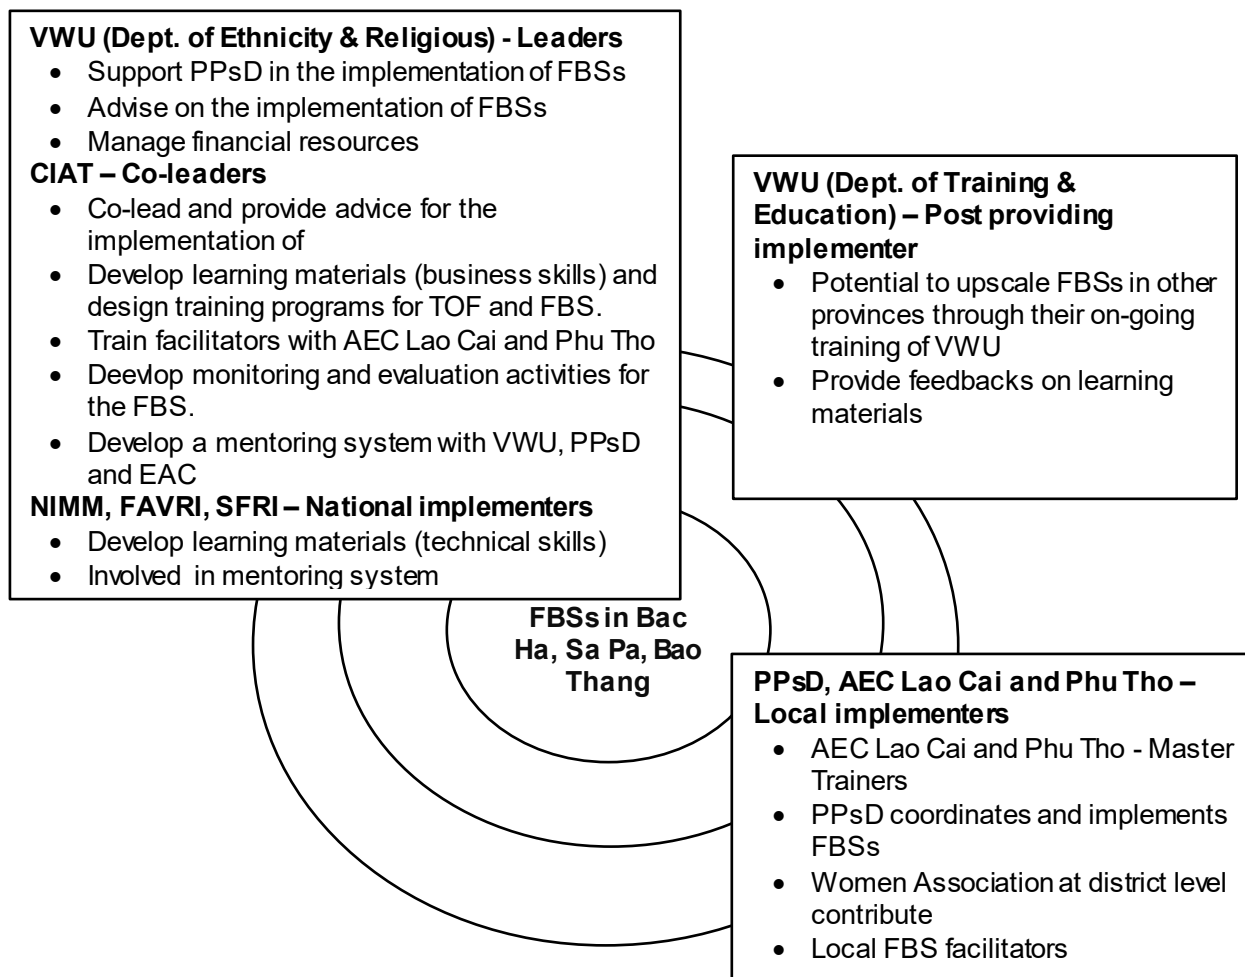 VWU (Dept. of Ethnicity & Religious) - Leaders
• Support PPsD in the implementation of FBSs
• Advise on the implementation of FBSs
• Manage financial resources
CIAT – Co-leaders
• Co-lead and provide advice for the
implementation of
• Develop learning materials (business skills) and
design training programs for TOF and FBS.
• Train facilitators with AEC Lao Cai and Phu Tho
• Deevlop monitoring and evaluation activities for
the FBS.
• Develop a mentoring system with VWU, PPsD
and EAC
NIMM, FAVRI, SFRI – National implementers
• Develop learning materials (technical skills)
• Involved in mentoring system
VWU (Dept. of Training &
Education) – Post providing
implementer
• Potential to upscale FBSs in other
provinces through their on-going
training of VWU
• Provide feedbacks on learning
materials
FBSs in Bac
Ha, Sa Pa, Bao
Thang
PPsD, AEC Lao Cai and Phu Tho –
Local implementers
• AEC Lao Cai and Phu Tho - Master
Trainers
• PPsD coordinates and implements
FBSs
• Women Association at district level
contribute
• Local FBS facilitators